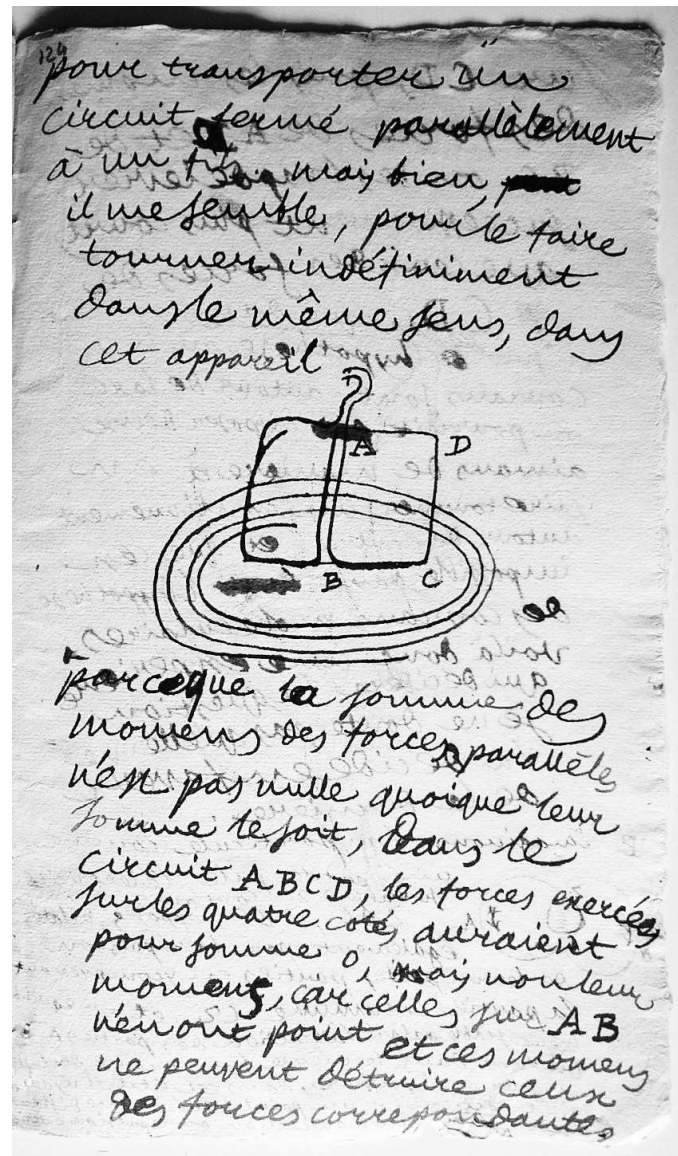 124
pour transporter un
circuit fermé parallèlement
à un fil, mais bien
il me semble, pour le faire
tourner indéfiniment
dans le même sens, dans
cet appareil
A
D
B
C
parceque la somme des
momens des forces parallèles
n'est pas nulle quoique leur
somme le soit, Dans le
circuit ABCD, les forces exercées
sur les quatre cotés auraient
pour somme 0, mais non leur
momens, car celles sur AB
n'en ont point et ces momens
ne peuvent détruire ceux
des forces correpondantes